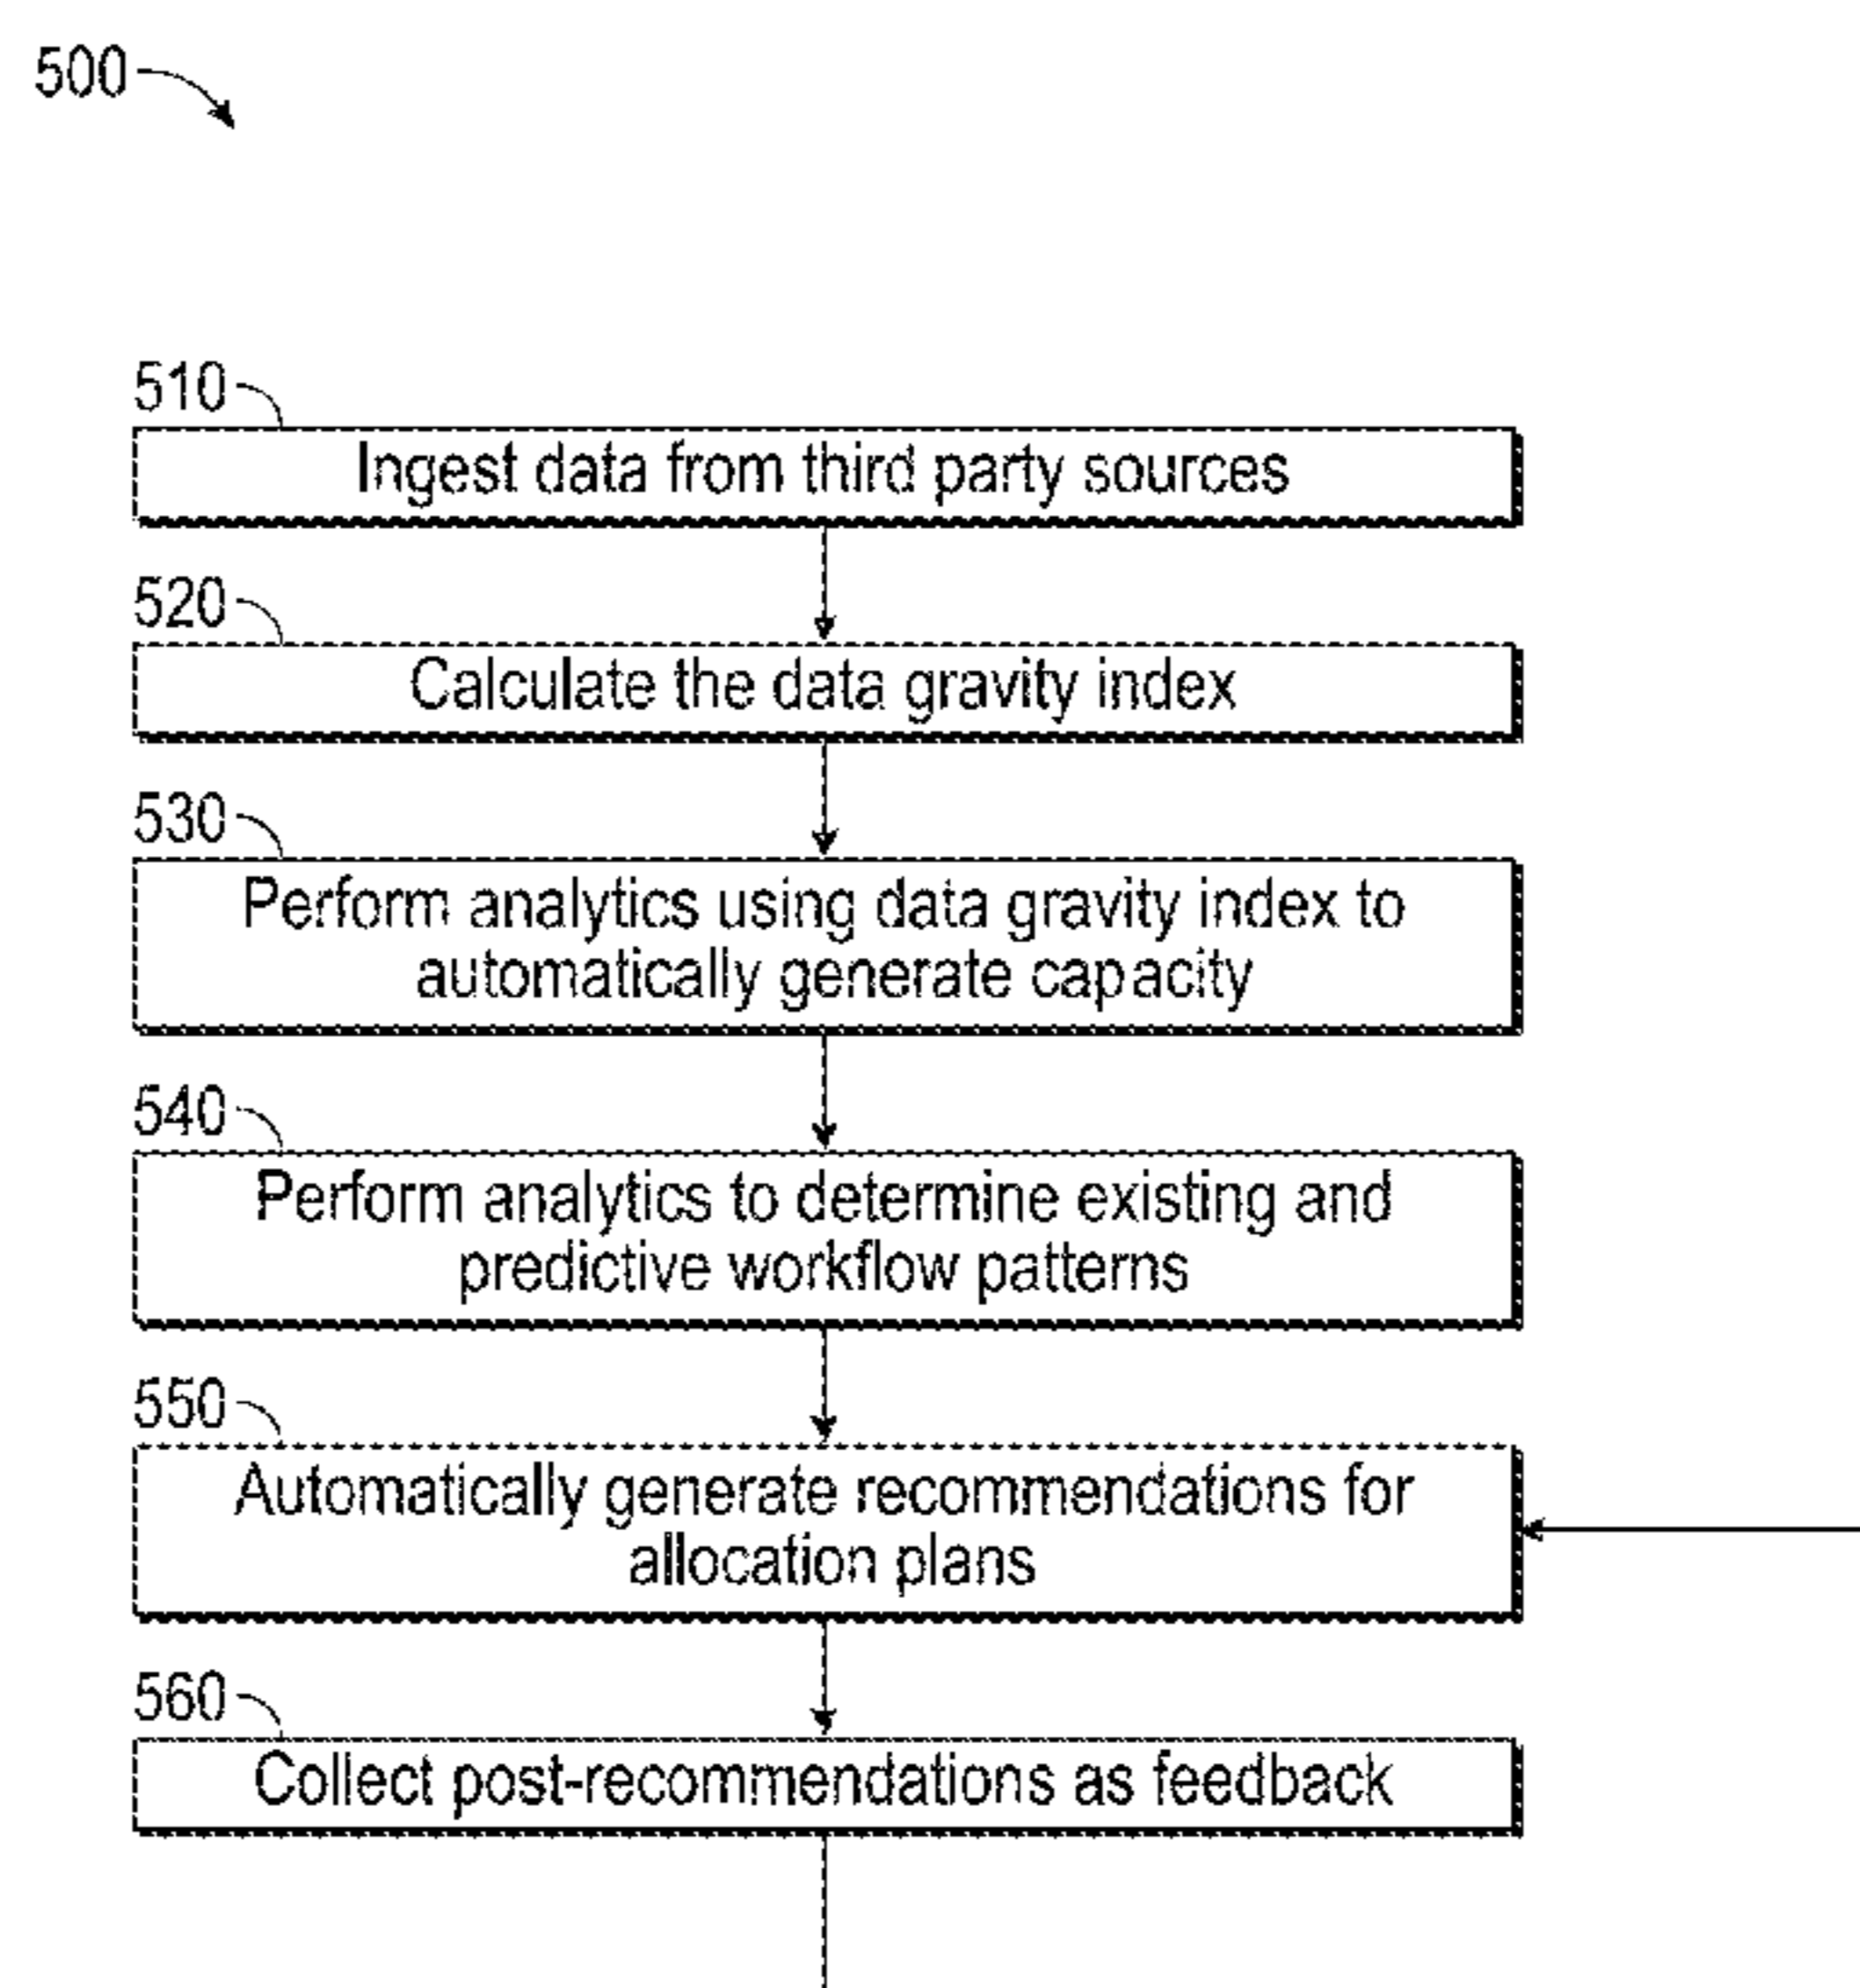 500
510
Ingest data from third party sources
520
Calculate the data gravity index
530
Perform analytics using data gravity index to
automatically generate capacity
540
Perform analytics to determine existing and
predictive workflow patterns
550
Automatically generate recommendations for
allocation plans
560
Collect post-recommendations as feedback